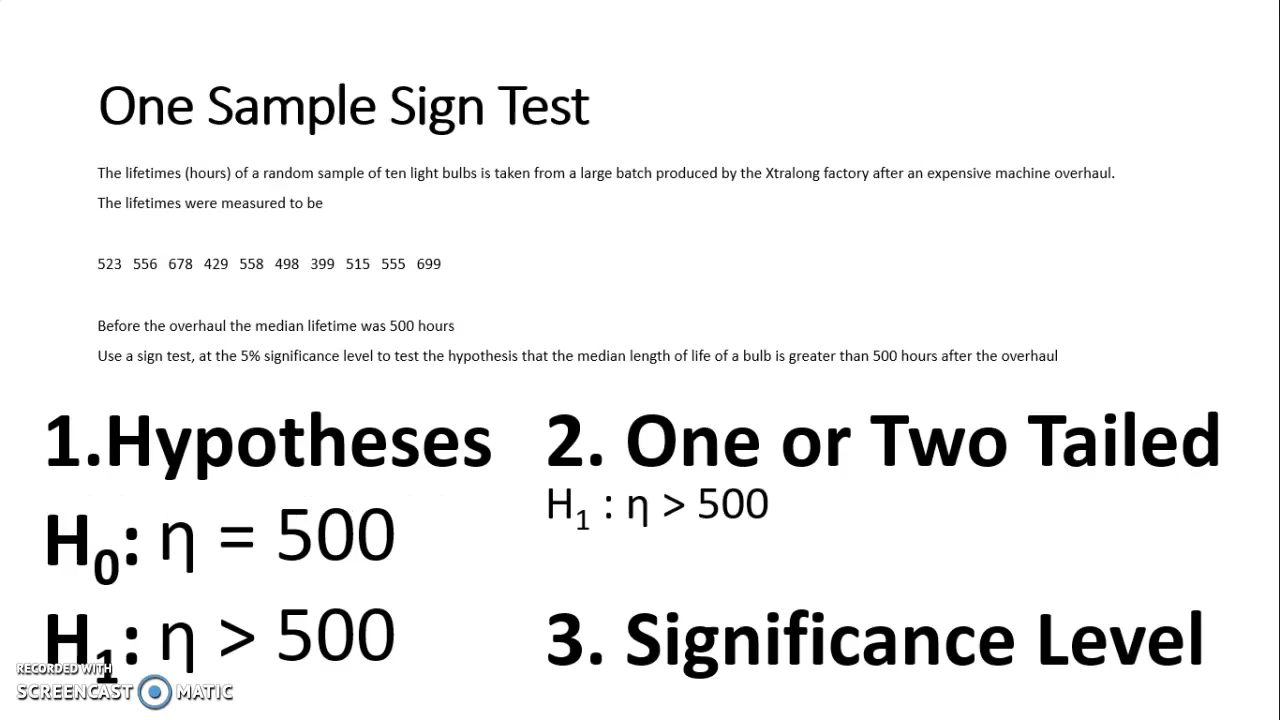 One Sample Sign Test
The lifetimes (hours) of a random sample of ten light bulbs is taken from a large batch produced by the Xtralong factory after an expensive machine overhaul.
The lifetimes were measured to be
523 556 678 429 558 498 399 515 555 699
Before the overhaul the median lifetime was 500 hours
Use a sign test, at the 5% significance level to test the hypothesis that the median length of life of a bulb is greater than 500 hours after the overhaul
1.Hypotheses
H₀: η = 500
H₁: η > 500
2. One or Two Tailed
H₁ : η > 500
3. Significance Level
RECORDED WITH
SCREENCAST MATIC